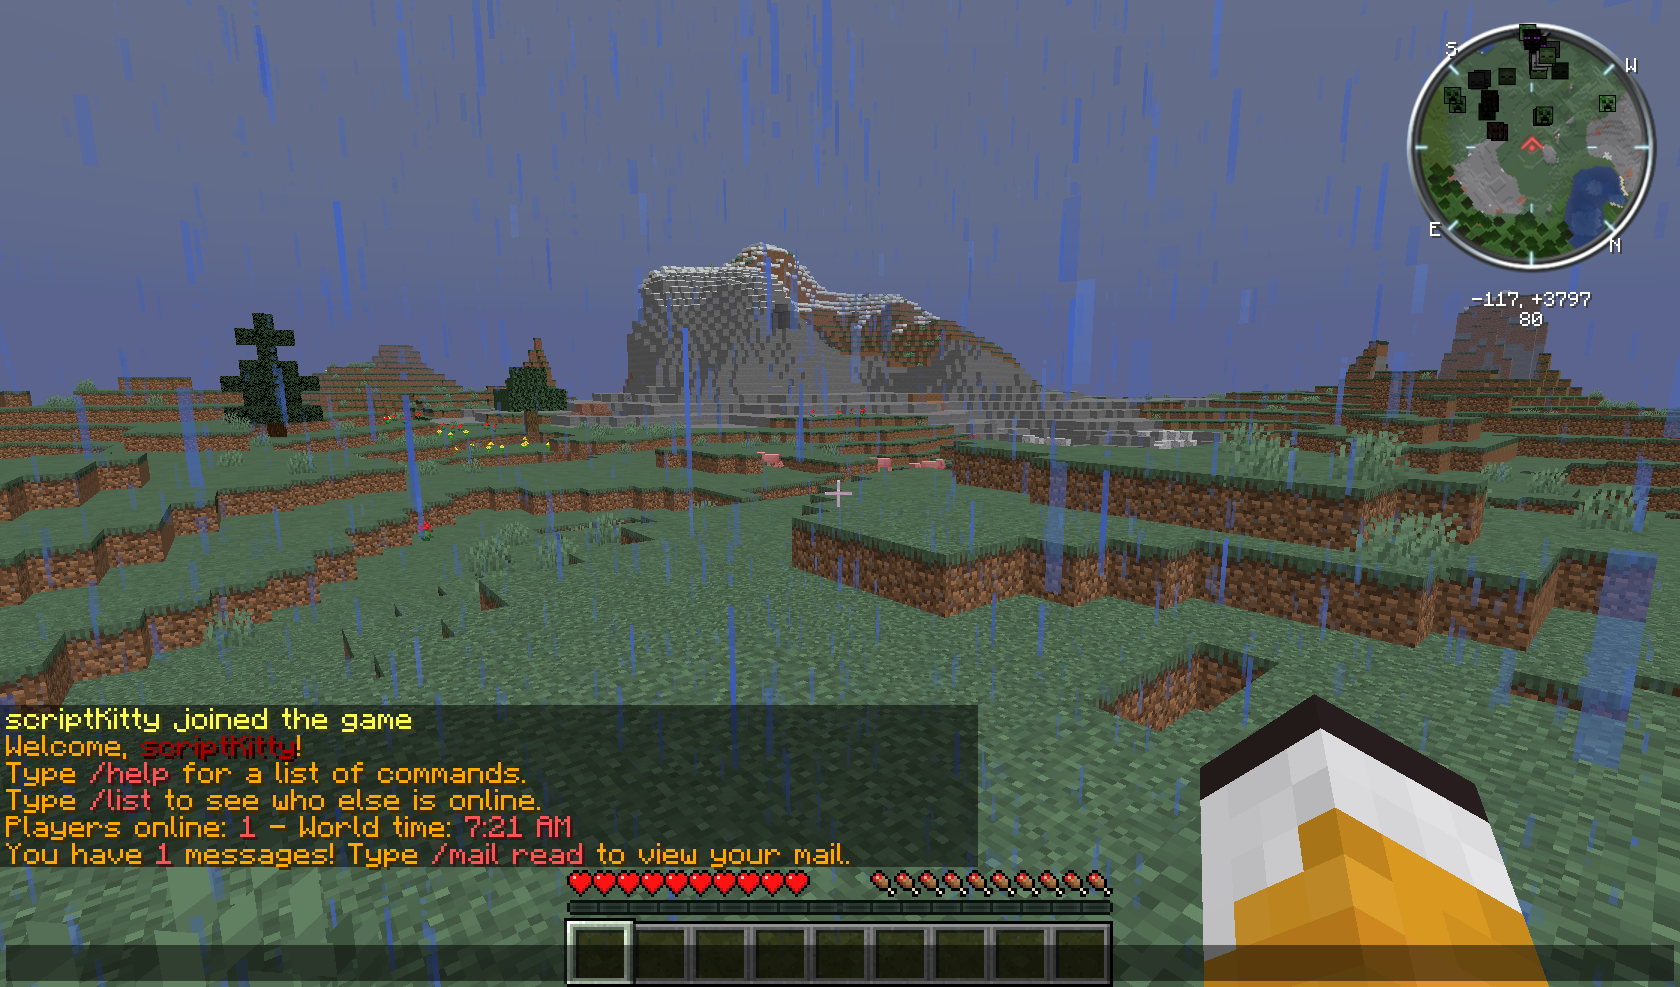 S
W
E
N
-117, +3797
80
scriptKitty joined the game
Welcome, scriptKitty!
Type /help for a list of commands.
Type /list to see who else is online.
Players online: 1 - World time: 7:21 AM
You have 1 messages! Type /mail read to view your mail.